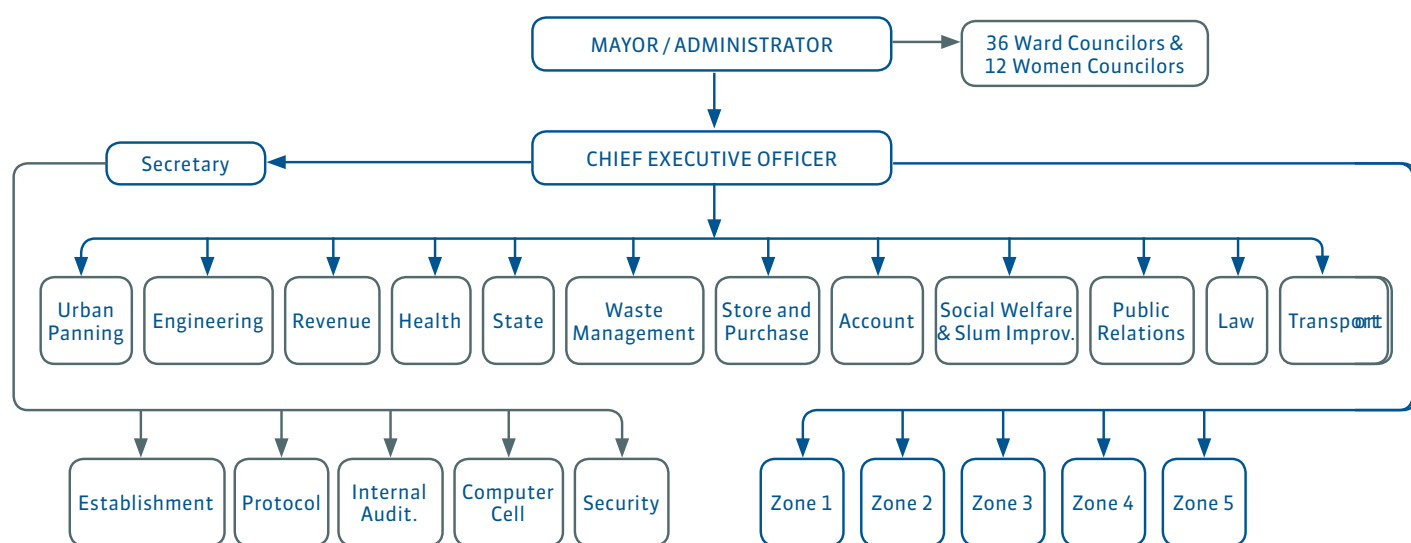 MAYOR / ADMINISTRATOR
36 Ward Councilors &
12 Women Councilors
Secretary
CHIEF EXECUTIVE OFFICER
Urban
Panning
Engineering
Revenue
Health
State
Waste
Management
Store and
Purchase
Account
Social Welfare
& Slum Improv.
Public
Relations
Law
Transport
Establishment
Protocol
Internal
Audit.
Computer
Cell
Security
Zone 1
Zone 2
Zone 3
Zone 4
Zone 5